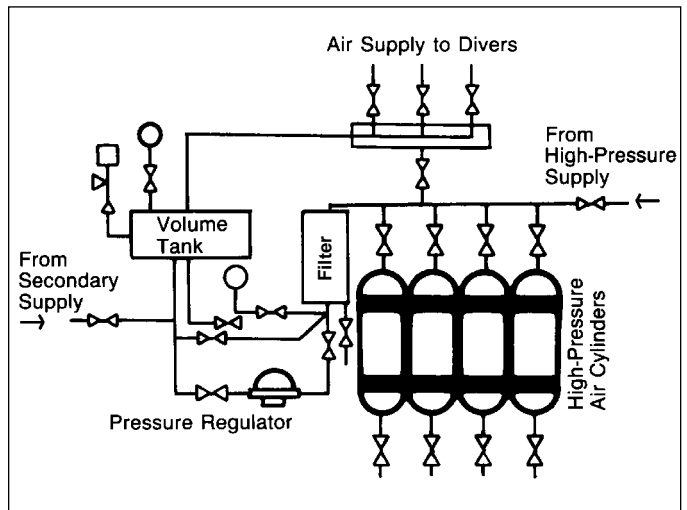 Air Supply to Divers
From
High-Pressure
Supply
Volume
Tank
From
Secondary
Supply
Filter
High-Pressure
Air Cylinders
Pressure Regulator